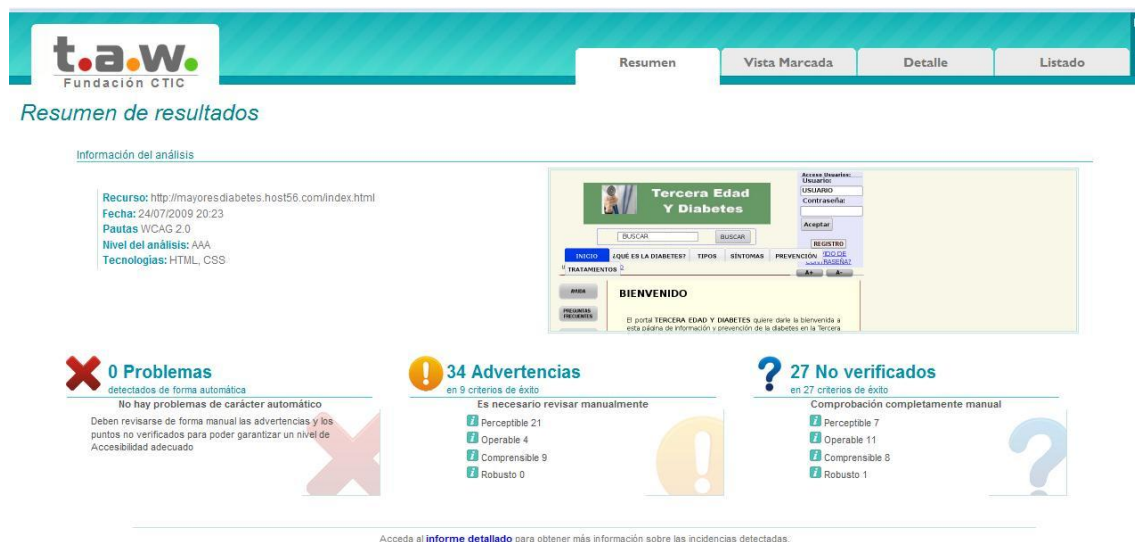 t.a.w.
Fundación CTIC
Resumen
Vista Marcada
Detalle
Listado
Resumen de resultados
Información del análisis
Recurso: http://mayoresdiabetes.host56.com/index.html
Fecha: 24/07/2009 20:23
Pautas WCAG 2.0
Nivel del análisis: AAA
Tecnologías: HTML, CSS
Tercera Edad
Y Diabetes
Acceso Usuarios:
Usuario:
USUARIO
Contraseña:
Aceptar
REGISTRO
BUSCAR
BUSCAR
INICIO
¿QUÉ ES LA DIABETES?
TIPOS
SÍNTOMAS
PREVENCIÓN
TRATAMIENTOS
A+
A-
AYUDA
PREGUNTAS
FRECUENTES
BIENVENIDO
El portal TERCERA EDAD Y DIABETES quiere darle la bienvenida a
esta página de información y prevención de la diabetes en la Tercera
0 Problemas
detectados de forma automática
No hay problemas de carácter automático
Deben revisarse de forma manual las advertencias y los
puntos no verificados para poder garantizar un nivel de
Accesibilidad adecuado
34 Advertencias
en 9 criterios de éxito
Es necesario revisar manualmente
Perceptible 21
Operable 4
Comprensible 9
Robusto 0
27 No verificados
en 27 criterios de éxito
Comprobación completamente manual
Perceptible 7
Operable 11
Comprensible 8
Robusto 1
Acceda al informe detallado para obtener más información sobre las incidencias detectadas.